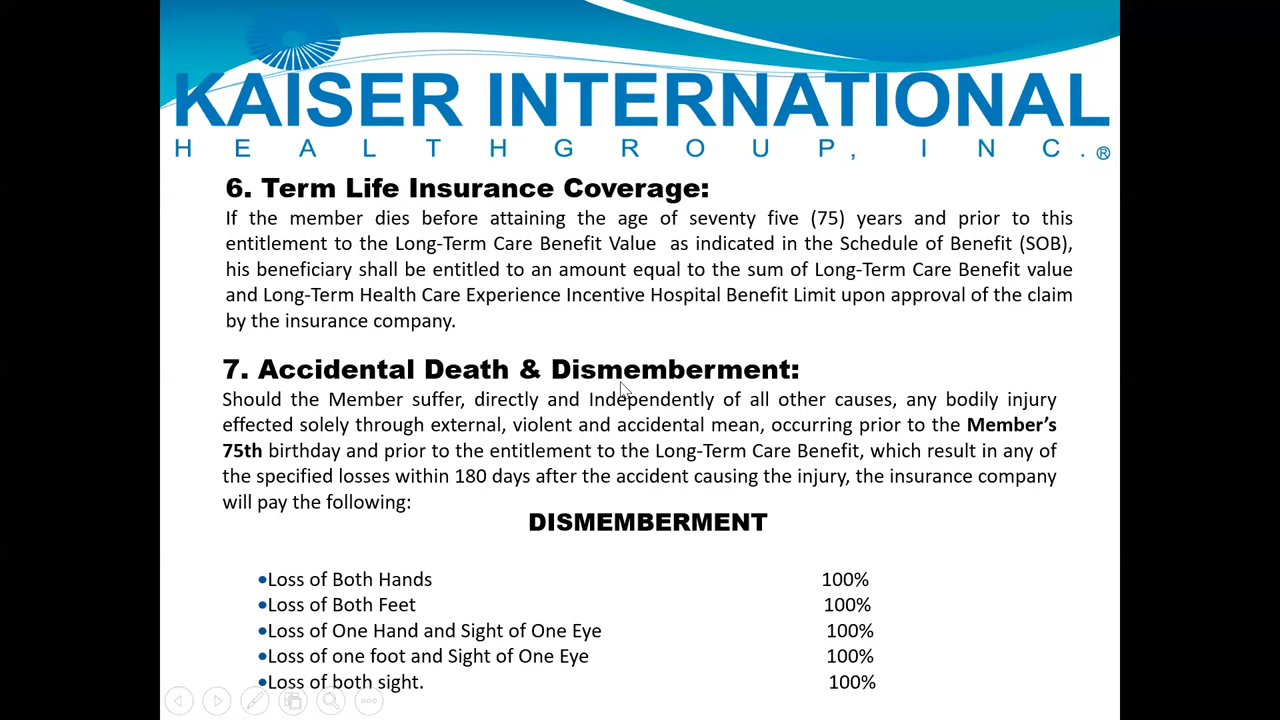 KAISER INTERNATIONAL
HEALTHGROUP, INC.®
6. Term Life Insurance Coverage:
If the member dies before attaining the age of seventy five (75) years and prior to this
entitlement to the Long-Term Care Benefit Value as indicated in the Schedule of Benefit (SOB),
his beneficiary shall be entitled to an amount equal to the sum of Long-Term Care Benefit value
and Long-Term Health Care Experience Incentive Hospital Benefit Limit upon approval of the claim
by the insurance company.
7. Accidental Death & Dismemberment:
Should the Member suffer, directly and Independently of all other causes, any bodily injury
effected solely through external, violent and accidental mean, occurring prior to the Member's
75th birthday and prior to the entitlement to the Long-Term Care Benefit, which result in any of
the specified losses within 180 days after the accident causing the injury, the insurance company
will pay the following:
DISMEMBERMENT
•Loss of Both Hands 100%
•Loss of Both Feet 100%
•Loss of One Hand and Sight of One Eye 100%
•Loss of one foot and Sight of One Eye 100%
•Loss of both sight. 100%